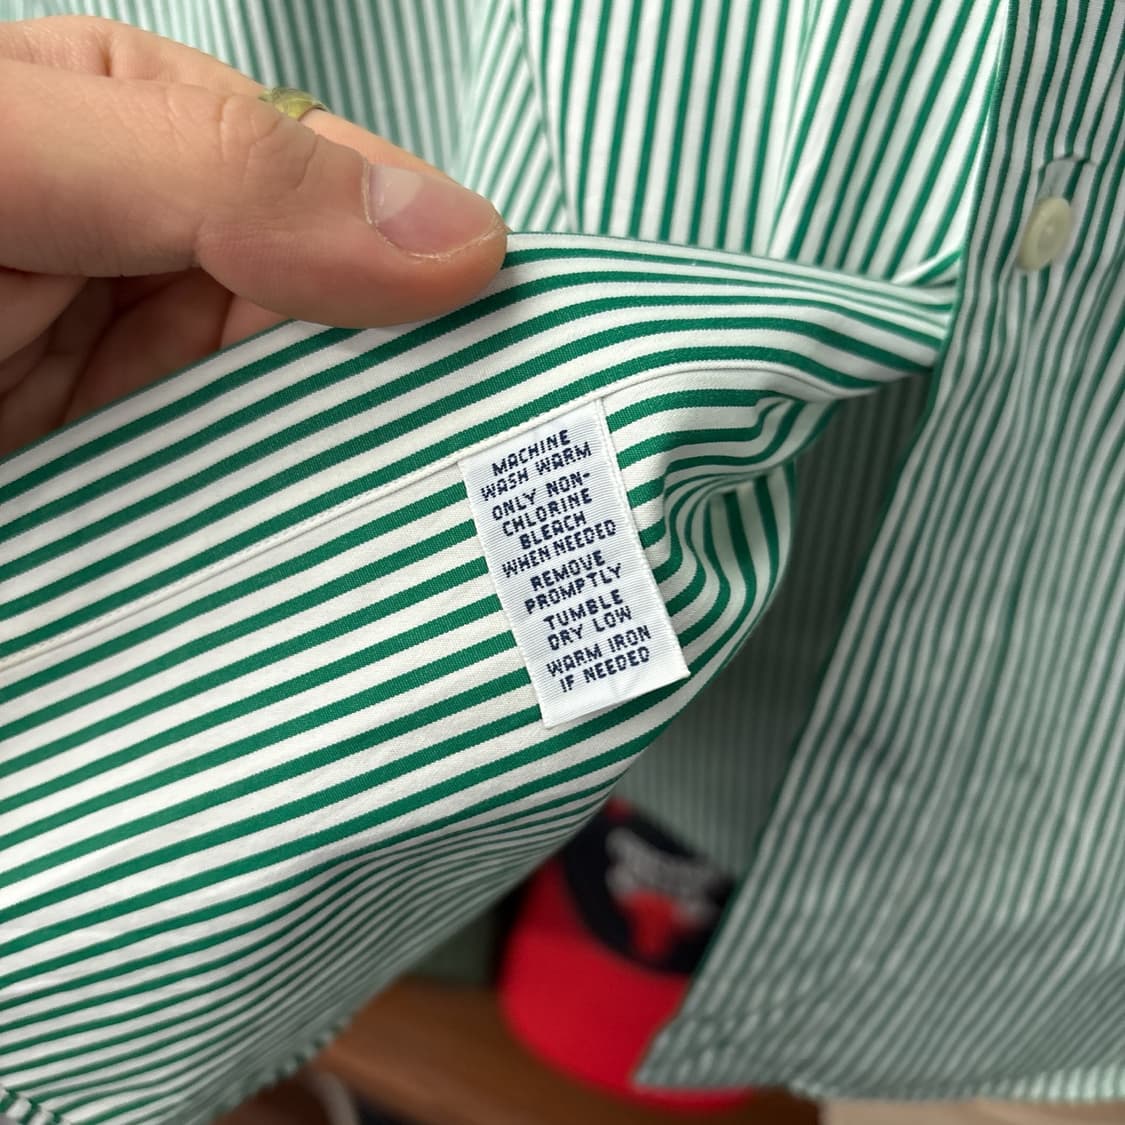 MACHINE
WASH WARM
ONLY NON-
CHLORINE
BLEACH
WHEN NEEDED
REMOVE
PROMPTLY
TUMBLE
DRY LOW
WARM IRON
IF NEEDED